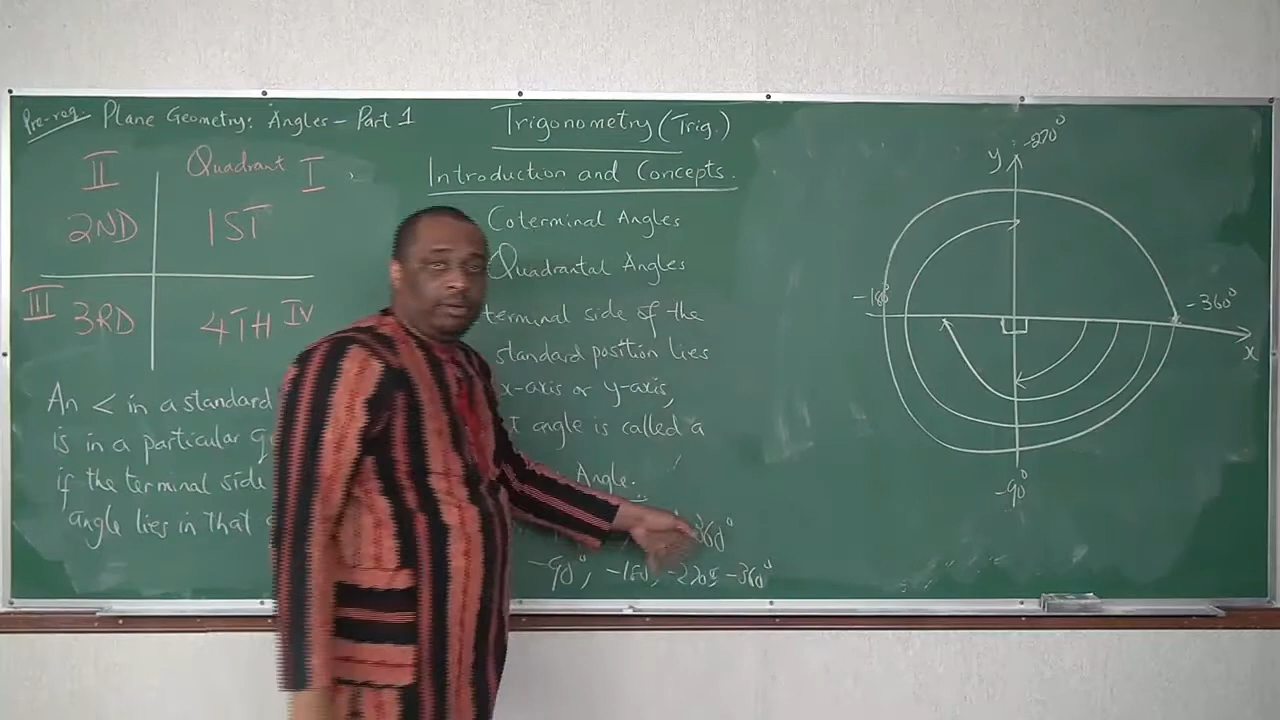 Pre-req Plane Geometry: Angles – Part 1
II Quadrant I
2ND 1ST
III 3RD 4TH IV
An < in a standard
is in a particular
if the terminal side
angle lies in that
Trigonometry (Trig.)
Introduction and Concepts.
Coterminal Angles
Quadrantal Angles
terminal side of the
standard position lies
x-axis or y-axis,
angle is called a
Angle.
360°
-90°, -180°, -270°, -360°
y -270°
-180° -360°
x
-90°